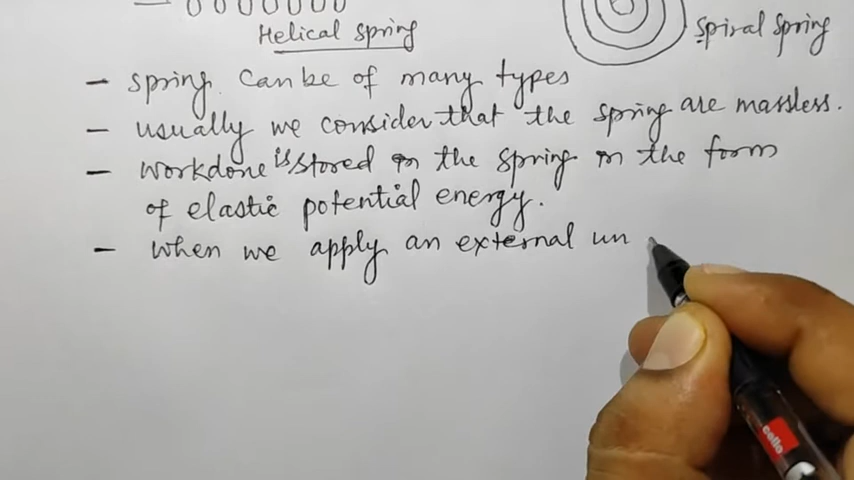 Helical spring
spiral spring
- spring can be of many types
- usually we consider that the spring are massless.
- workdone is stored in the spring in the form
of elastic potential energy.
- when we apply an external un
cello